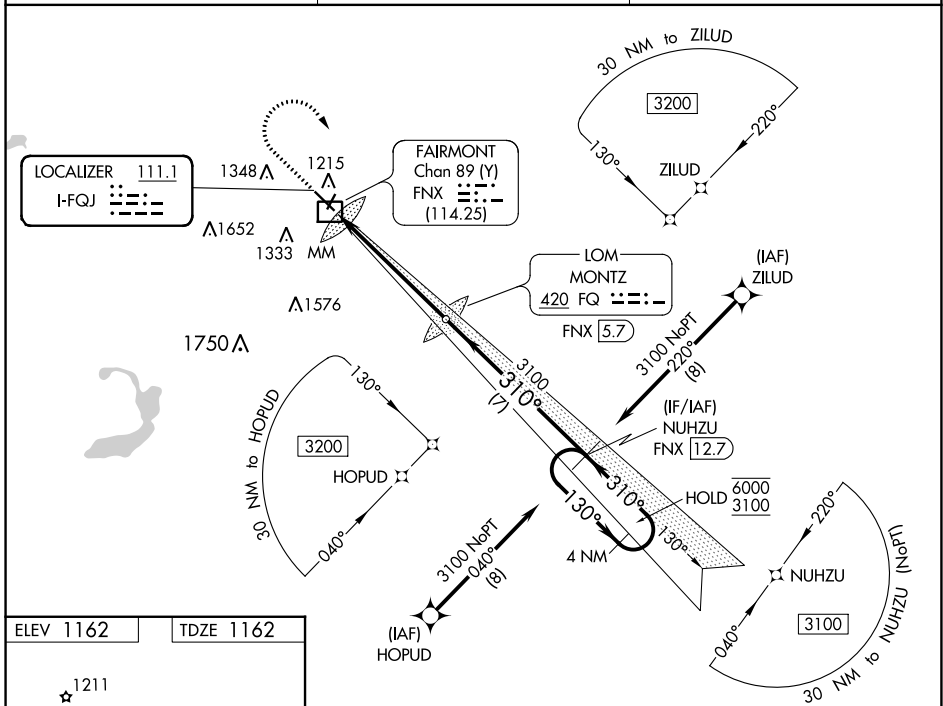 30 NM to ZILUD
3200
220°
130°
ZILUD
LOCALIZER 111.1
I-FQJ
1348
1215
FAIRMONT
Chan 89 (Y)
FNX
(114.25)
1652
1333
MM
LOM
MONTZ
420 FQ
FNX 5.7
(IAF)
ZILUD
1576
1750
3100 NoPT
220°
(8)
3100
310°
(7)
(IF/IAF)
NUHZU
FNX 12.7
30 NM to HOPUD
130°
3200
HOPUD
040°
310°
130°
HOLD 6000
3100
4 NM
130°
3100 NoPT
040°
(8)
(IAF)
HOPUD
220°
NUHZU
040°
3100
30 NM to NUHZU (NoPT)
ELEV 1162
TDZE 1162
1211